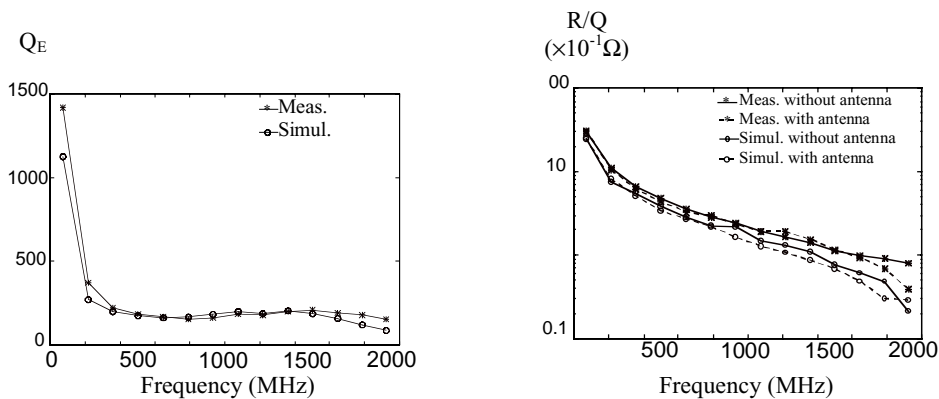 Q_E
1500
1000
500
0
Meas.
Simul.
0 500 1000 1500 2000
Frequency (MHz)
R/Q
(×10⁻¹Ω)
00
10
1.0
0.1
Meas. without antenna
Meas. with antenna
Simul. without antenna
Simul. with antenna
500 1000 1500 2000
Frequency (MHz)